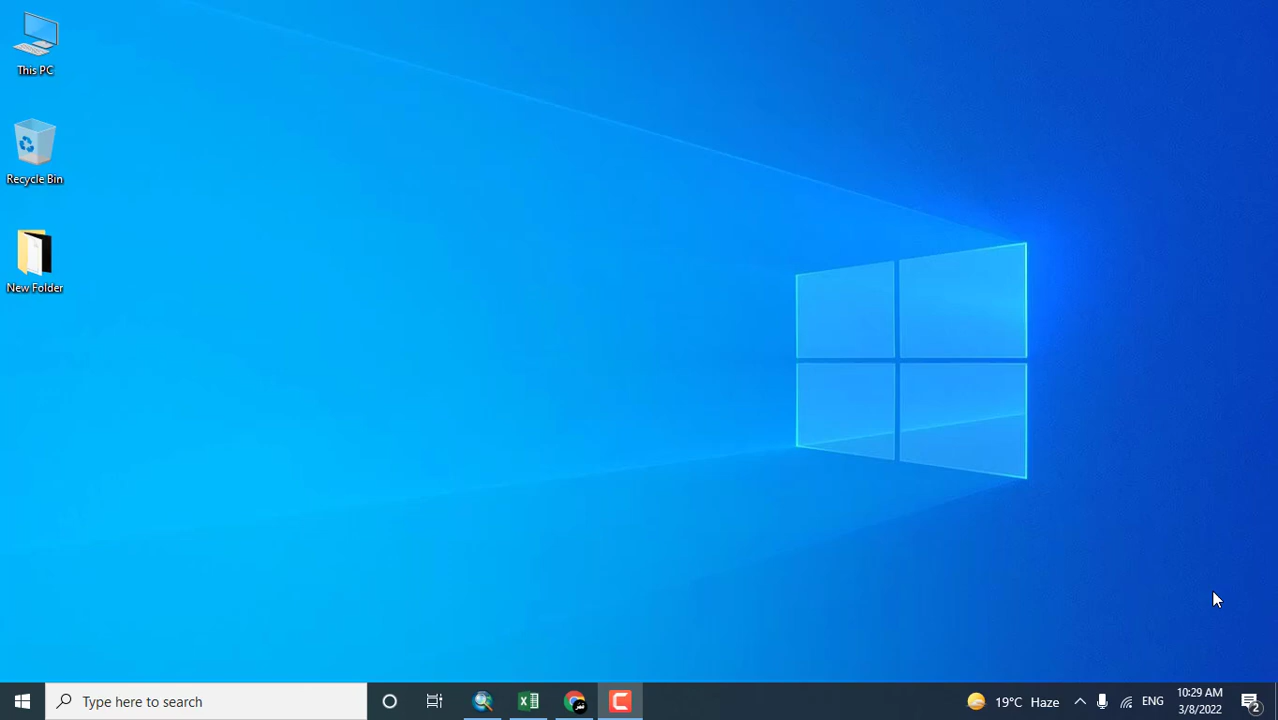 This PC
Recycle Bin
New Folder
Type here to search
19°C Haze
ENG
10:29 AM
3/8/2022
2